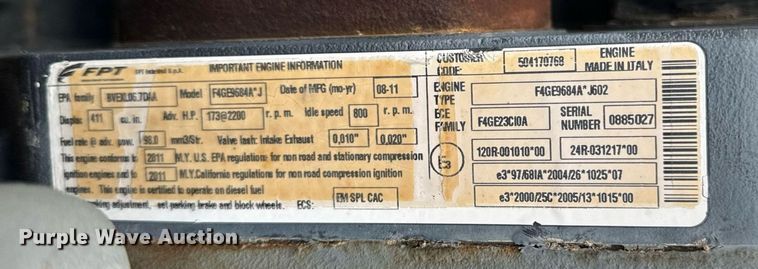 FPT
IMPORTANT ENGINE INFORMATION
EPA family BVEXL06.7DAA Model F4GE9684A*J Date of MFG (mo-yr) 08-11
Displac 411 cu. in. Adv. H.P. 173@2200 r. p. m. Idle speed 800 r. p. m.
Fuel rate @ adv. pow. 98.0 mm3/Str. Valve lash: Intake Exhaust 0,010" 0,020"
This engine conforms to 2011 M.Y. U.S. EPA regulations for non road and stationary compression
ignition engines and to 2011 M.Y. California regulations for non road compression ignition
engines. This engine is certified to operate on diesel fuel
adjustment, set parking brake and block wheels. ECS: EM SPL CAC
CUSTOMER CODE: 504170768 ENGINE MADE IN ITALY
ENGINE TYPE F4GE9684A*J602
ECE FAMILY F4GE23CI0A SERIAL NUMBER 0885027
E3 120R-001010*00 24R-031217*00
e3*97/68IA*2004/26*1025*07
e3*2000/25C*2005/13*1015*00
Purple Wave Auction